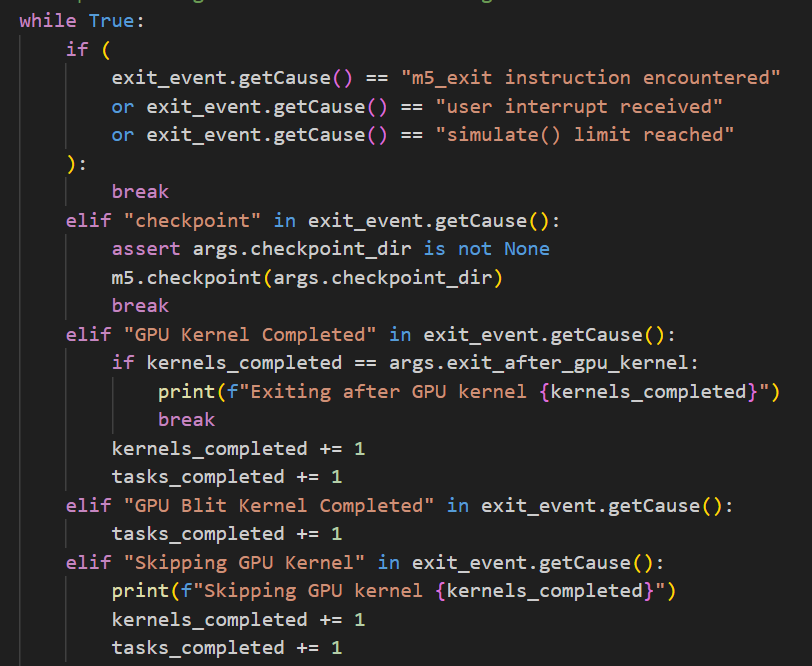 while True:
    if (
        exit_event.getCause() == "m5_exit instruction encountered"
        or exit_event.getCause() == "user interrupt received"
        or exit_event.getCause() == "simulate() limit reached"
    ):
        break
    elif "checkpoint" in exit_event.getCause():
        assert args.checkpoint_dir is not None
        m5.checkpoint(args.checkpoint_dir)
        break
    elif "GPU Kernel Completed" in exit_event.getCause():
        if kernels_completed == args.exit_after_gpu_kernel:
            print(f"Exiting after GPU kernel {kernels_completed}")
            break
        kernels_completed += 1
        tasks_completed += 1
    elif "GPU Blit Kernel Completed" in exit_event.getCause():
        tasks_completed += 1
    elif "Skipping GPU Kernel" in exit_event.getCause():
        print(f"Skipping GPU kernel {kernels_completed}")
        kernels_completed += 1
        tasks_completed += 1